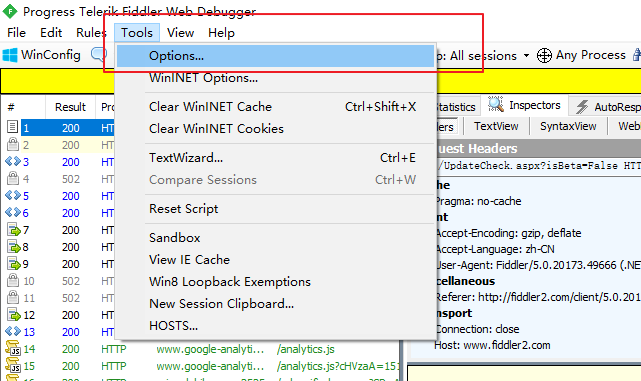 Progress Telerik Fiddler Web Debugger
File Edit Rules Tools View Help
WinConfig All sessions Any Process
Options...
WinINET Options...
Clear WinINET Cache Ctrl+Shift+X
Clear WinINET Cookies
TextWizard... Ctrl+E
Compare Sessions Ctrl+W
Reset Script
Sandbox
View IE Cache
Win8 Loopback Exemptions
New Session Clipboard...
HOSTS...
# Result
1 200 HT
2 200 HT
3 200 HT
4 502 HT
5 200 HT
6 200 HT
7 200 HT
8 200 HT
9 200 HT
10 502 HT
11 502 HT
12 200 HT
13 200 HT
14 200 HTTP www.google-analyti... /analytics.js
15 200 HTTP www.google-analyti... /analytics.js?cHVzaA=151
Statistics Inspectors AutoResp
TextView SyntaxView
uest Headers
/UpdateCheck.aspx?isBeta=False HTT
Pragma: no-cache
Accept-Encoding: gzip, deflate
Accept-Language: zh-CN
User-Agent: Fiddler/5.0.20173.49666 (.NE
cellaneous
Referer: http://fiddler2.com/client/5.0.201
nsport
Connection: close
Host: www.fiddler2.com